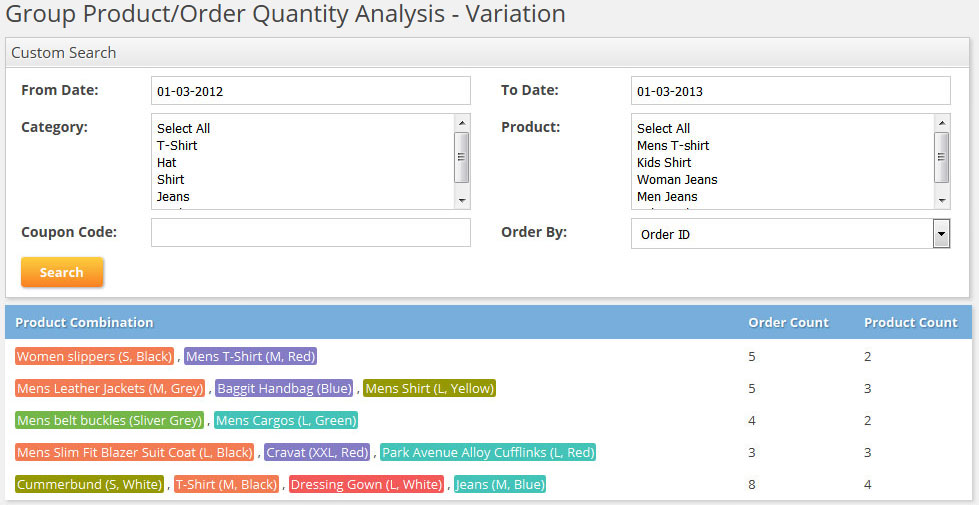 Group Product/Order Quantity Analysis - Variation
Custom Search
From Date: 01-03-2012 To Date: 01-03-2013
Category: Select All Product: Select All
T-Shirt Mens T-shirt
Hat Kids Shirt
Shirt Woman Jeans
Jeans Men Jeans
Coupon Code: Order By: Order ID
Search
Product Combination Order Count Product Count
Women slippers (S, Black) , Mens T-Shirt (M, Red) 5 2
Mens Leather Jackets (M, Grey) , Baggit Handbag (Blue) , Mens Shirt (L, Yellow) 5 3
Mens belt buckles (Sliver Grey) , Mens Cargos (L, Green) 4 2
Mens Slim Fit Blazer Suit Coat (L, Black) , Cravat (XXL, Red) , Park Avenue Alloy Cufflinks (L, Red) 3 3
Cummerbund (S, White) , T-Shirt (M, Black) , Dressing Gown (L, White) , Jeans (M, Blue) 8 4